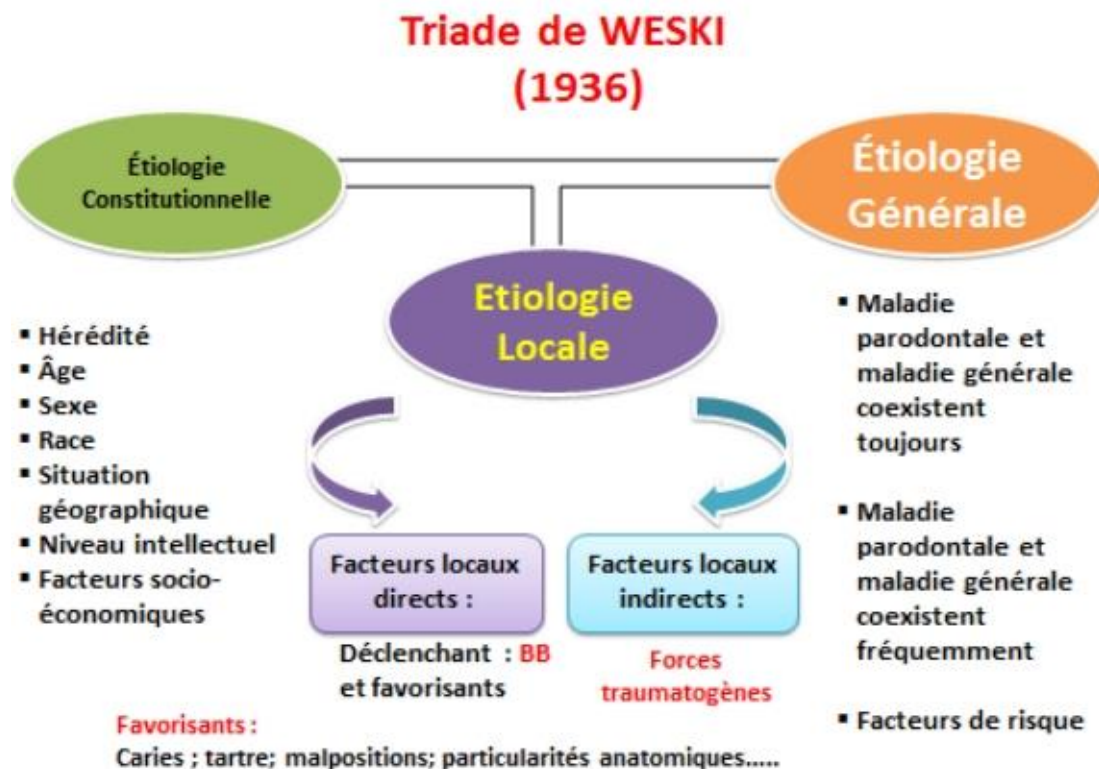 Triade de WESKI
(1936)
Étiologie
Constitutionnelle
Étiologie
Générale
Etiologie
Locale
▪ Hérédité
▪ Âge
▪ Sexe
▪ Race
▪ Situation
géographique
▪ Niveau intellectuel
▪ Facteurs socio-
économiques
Facteurs locaux
directs :
Déclenchant : BB
et favorisants
Facteurs locaux
indirects :
Forces
traumatogènes
▪ Maladie
parodontale et
maladie générale
coexistent
toujours
▪ Maladie
parodontale et
maladie générale
coexistent
fréquemment
▪ Facteurs de risque
Favorisants :
Caries ; tartre; malpositions; particularités anatomiques.....